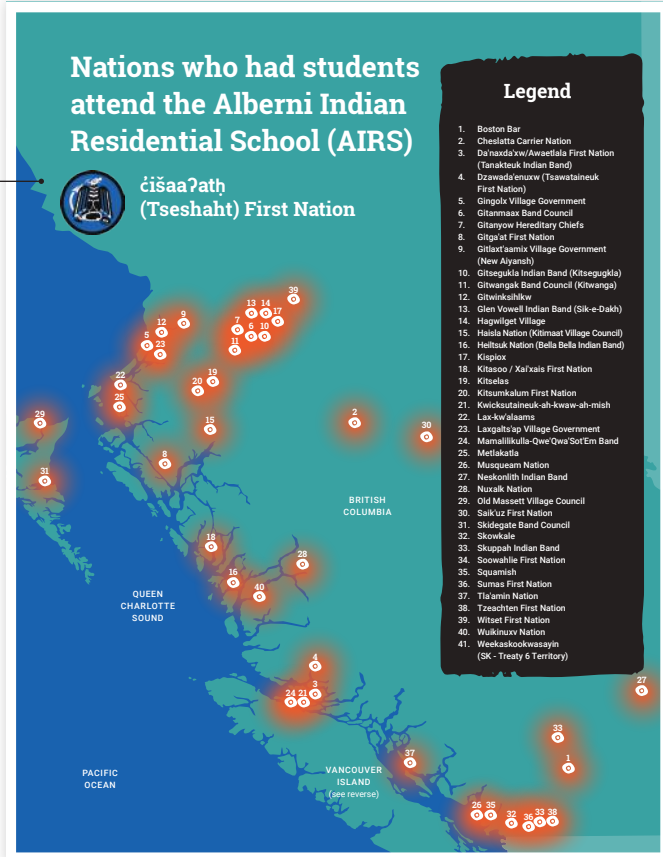 Nations who had students
attend the Alberni Indian
Residential School (AIRS)
c̓išaaʔatḥ
(Tseshaht) First Nation
Legend
1. Boston Bar
2. Cheslatta Carrier Nation
3. Da'naxda'xw/Awaetlala First Nation
(Tanakteuk Indian Band)
4. Dzawada'enuxw (Tsawataineuk
First Nation)
5. Gingolx Village Government
6. Gitanmaax Band Council
7. Gitanyow Hereditary Chiefs
8. Gitga'at First Nation
9. Gitlaxt'aamix Village Government
(New Aiyansh)
10. Gitsegukla Indian Band (Kitsegugkla)
11. Gitwangak Band Council (Kitwanga)
12. Gitwinksihlkw
13. Glen Vowell Indian Band (Sik-e-Dakh)
14. Hagwilget Village
15. Haisla Nation (Kitimaat Village Council)
16. Heiltsuk Nation (Bella Bella Indian Band)
17. Kispiox
18. Kitasoo / Xai'xais First Nation
19. Kitselas
20. Kitsumkalum First Nation
21. Kwicksutaineuk-ah-kwaw-ah-mish
22. Lax-kw'alaams
23. Laxgalts'ap Village Government
24. Mamalilikulla-Qwe'Qwa'Sot'Em Band
25. Metlakatla
26. Musqueam Nation
27. Neskonlith Indian Band
28. Nuxalk Nation
29. Old Massett Village Council
30. Saik'uz First Nation
31. Skidegate Band Council
32. Skowkale
33. Skuppah Indian Band
34. Soowahlie First Nation
35. Squamish
36. Sumas First Nation
37. Tla'amin Nation
38. Tzeachten First Nation
39. Witset First Nation
40. Wuikinuxv Nation
41. Weekaskookwasayin
(SK - Treaty 6 Territory)
39
13 14
17
9
12
7 6 10
5
23
11
19
22
20
25
29
2
15
30
8
31
BRITISH
COLUMBIA
18
28
16
40
QUEEN
CHARLOTTE
SOUND
4
27
3
24 21
33
37
1
PACIFIC
OCEAN
VANCOUVER
ISLAND
(see reverse)
26 35
32
36
33 38